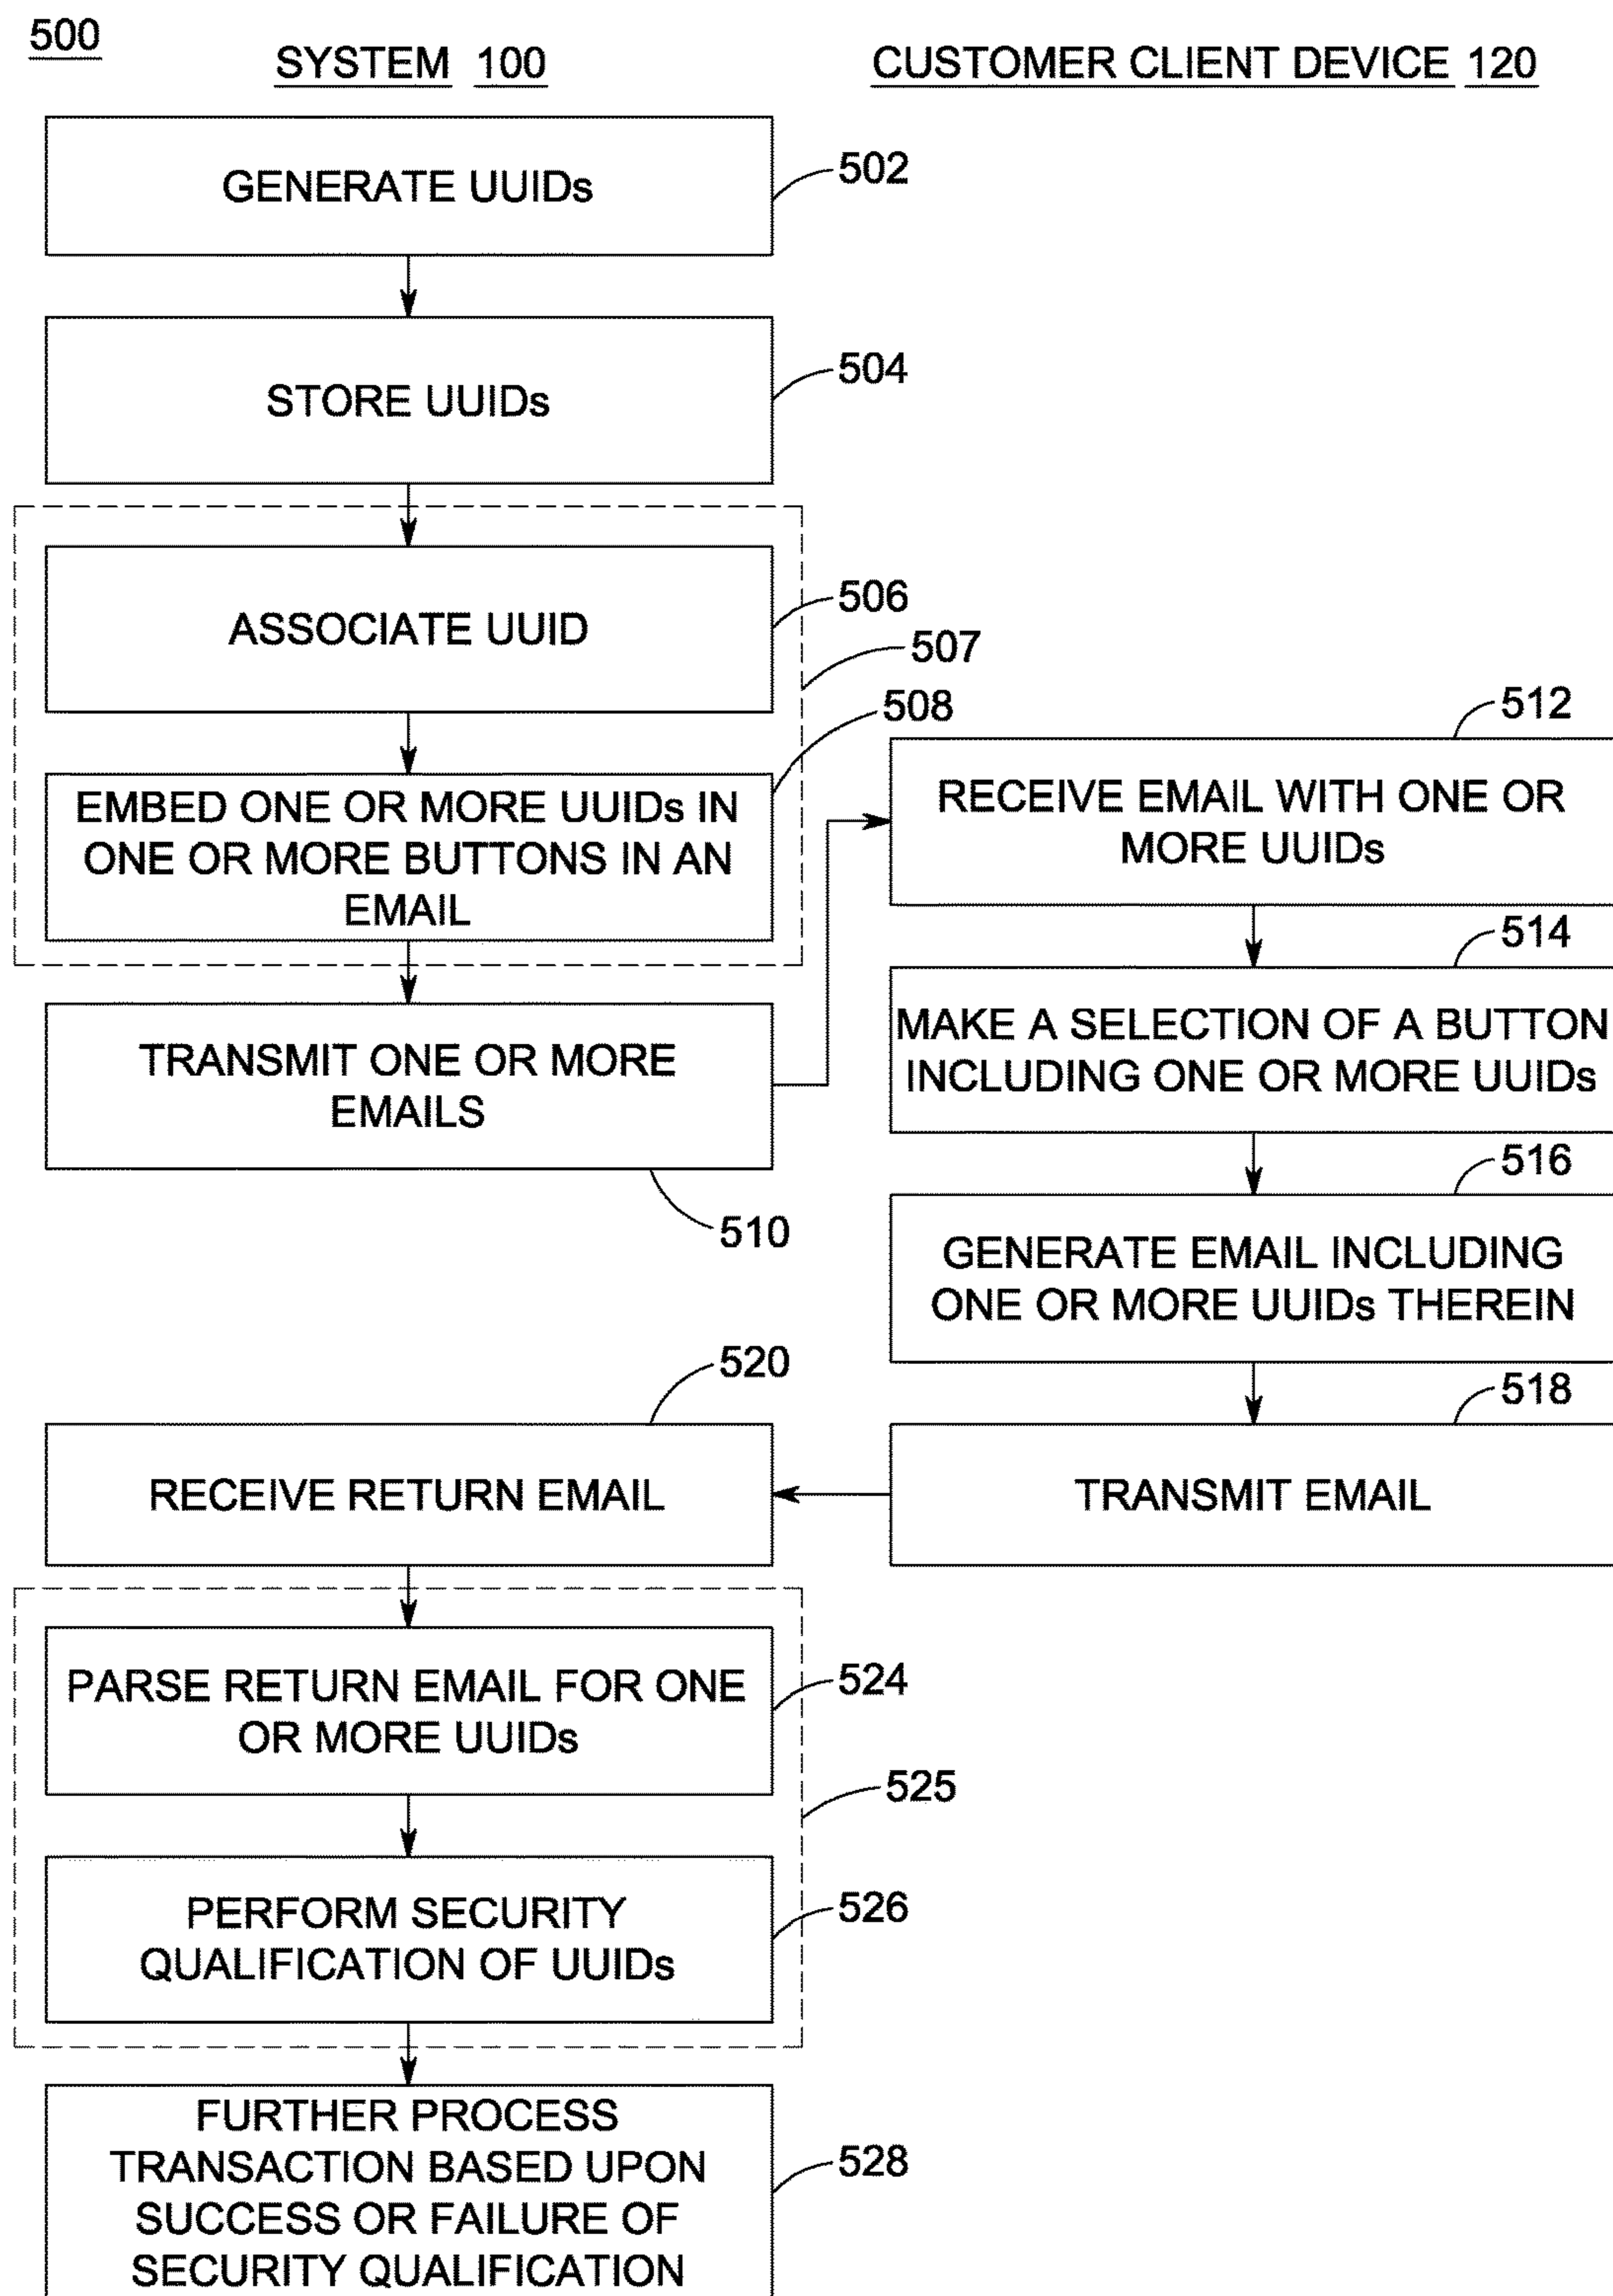 500
SYSTEM 100
CUSTOMER CLIENT DEVICE 120
GENERATE UUIDs
502
STORE UUIDs
504
ASSOCIATE UUID
506
507
EMBED ONE OR MORE UUIDs IN
ONE OR MORE BUTTONS IN AN
EMAIL
508
TRANSMIT ONE OR MORE
EMAILS
510
512
RECEIVE EMAIL WITH ONE OR
MORE UUIDs
514
MAKE A SELECTION OF A BUTTON
INCLUDING ONE OR MORE UUIDs
516
GENERATE EMAIL INCLUDING
ONE OR MORE UUIDs THEREIN
518
TRANSMIT EMAIL
520
RECEIVE RETURN EMAIL
PARSE RETURN EMAIL FOR ONE
OR MORE UUIDs
524
525
PERFORM SECURITY
QUALIFICATION OF UUIDs
526
FURTHER PROCESS
TRANSACTION BASED UPON
SUCCESS OR FAILURE OF
SECURITY QUALIFICATION
528